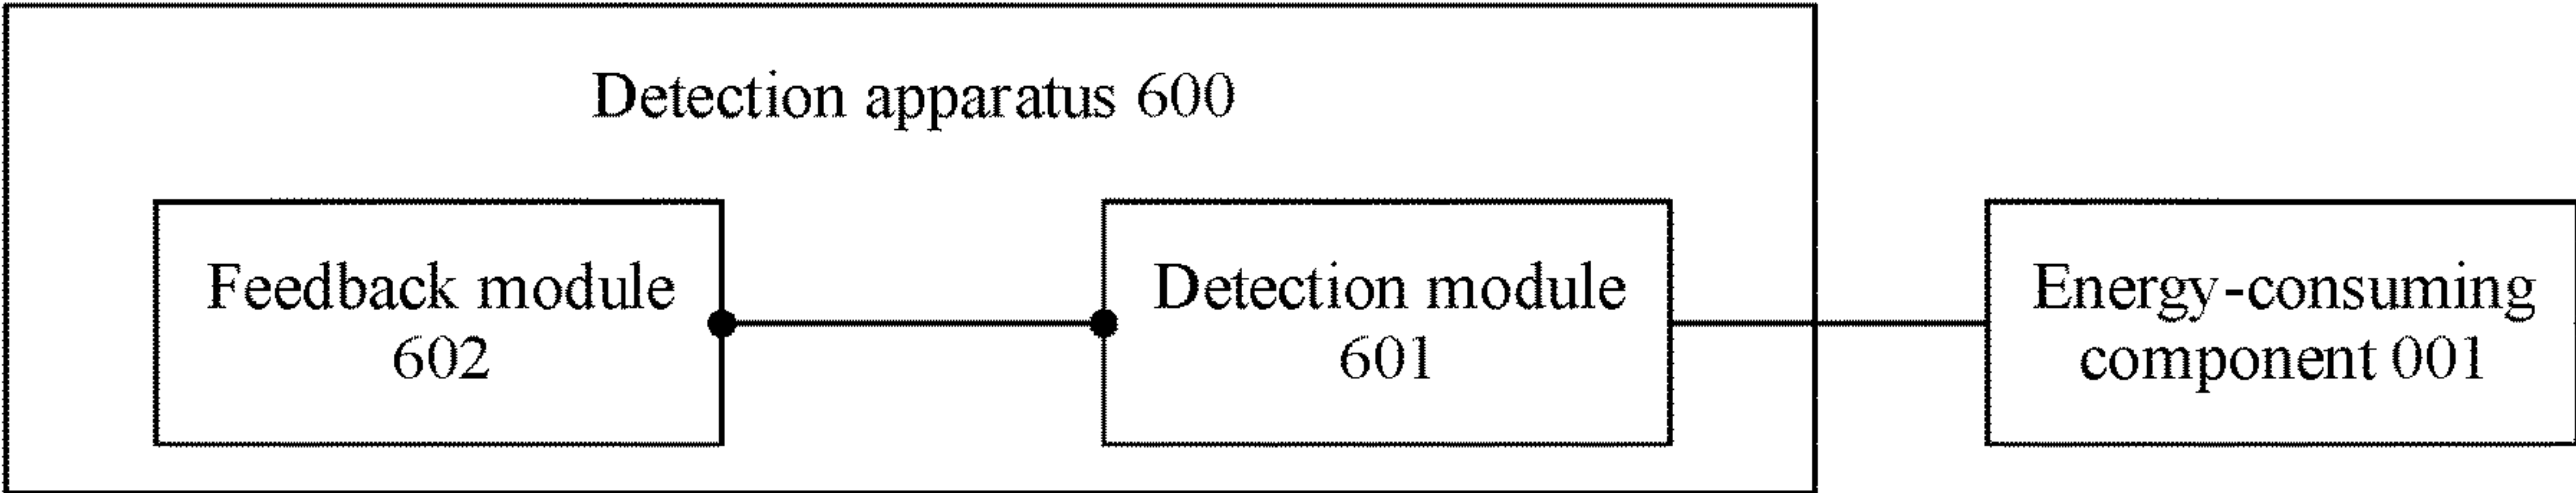 Detection apparatus 600
Feedback module
602
Detection module
601
Energy-consuming
component 001